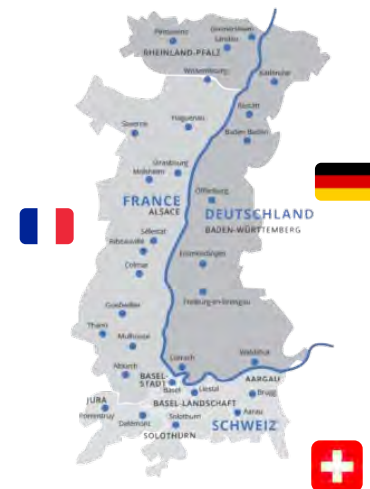 Pirmasens
Germersheim
Landau
RHEINLAND-PFALZ
Wissembourg
Karlsruhe
Rastatt
Haguenau
Saverne
Baden Baden
Strasbourg
Molsheim
Offenburg
FRANCE
ALSACE
DEUTSCHLAND
BADEN-WÜRTTEMBERG
Sélestat
Ribeauvillé
Emmendingen
Colmar
Freiburg-im-Breisgau
Guebwiller
Thann
Mulhouse
Altkirch
Lörrach
Waldshut
BASEL-
STADT
AARGAU
Basel
Liestal
Brugg
JURA
BASEL-LANDSCHAFT
Porrentruy
Solothurn
Aarau
Delémont
SCHWEIZ
SOLOTHURN